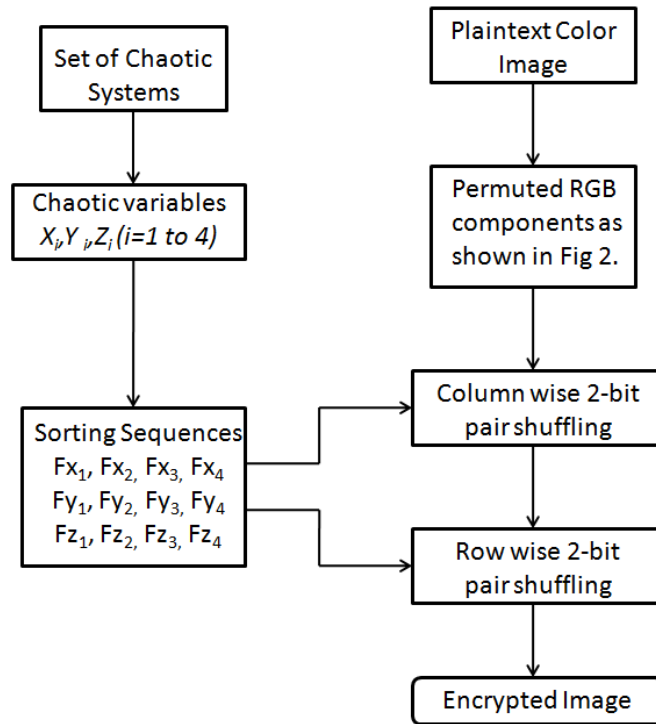 Set of Chaotic
Systems
Chaotic variables
Xᵢ,Y ᵢ,Zᵢ (i=1 to 4)
Sorting Sequences
Fx₁, Fx₂, Fx₃, Fx₄
Fy₁, Fy₂, Fy₃, Fy₄
Fz₁, Fz₂, Fz₃, Fz₄
Plaintext Color
Image
Permuted RGB
components as
shown in Fig 2.
Column wise 2-bit
pair shuffling
Row wise 2-bit
pair shuffling
Encrypted Image